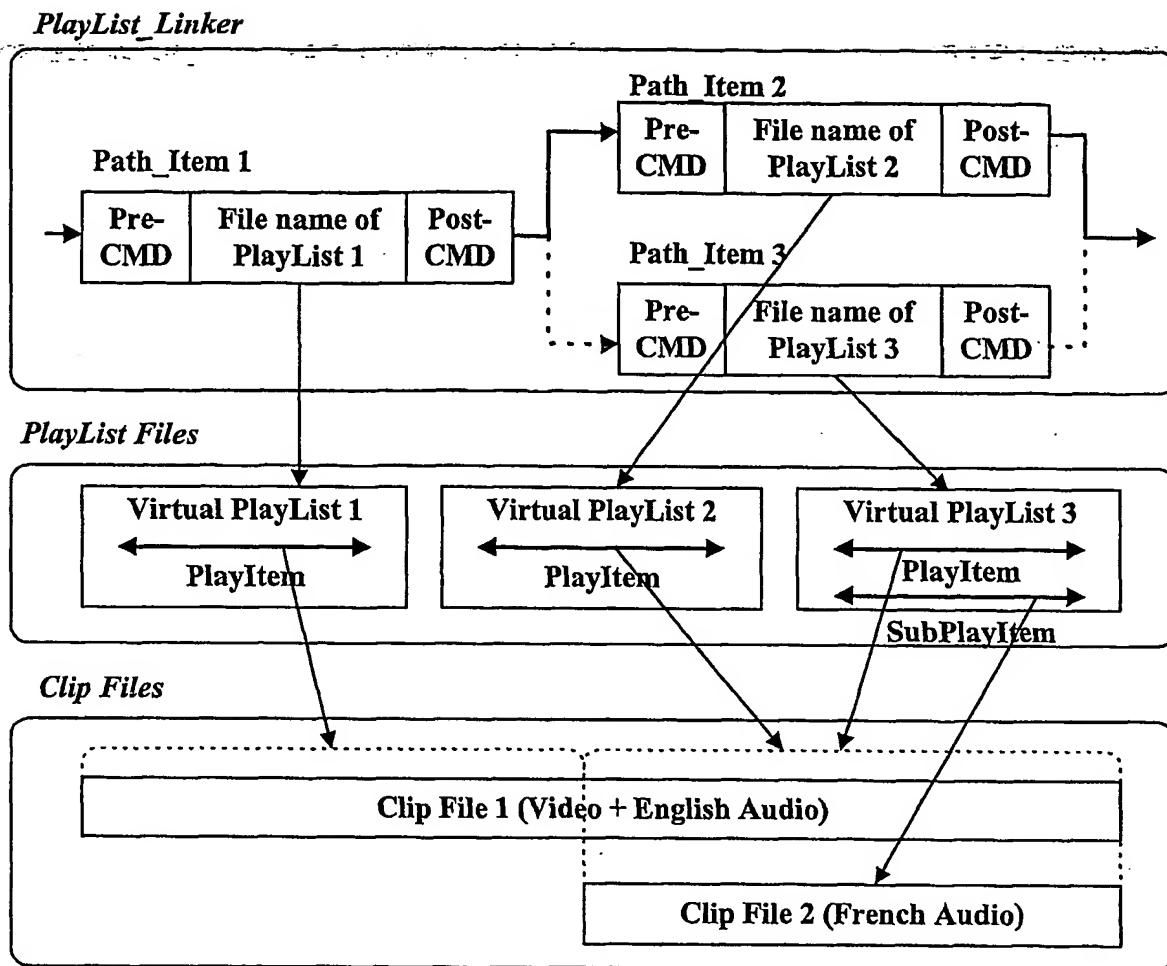 PlayList_Linker
Path_Item 2
Pre-
CMD
File name of
PlayList 2
Post-
CMD
Path_Item 1
Pre-
CMD
File name of
PlayList 1
Post-
CMD
Path_Item 3
Pre-
CMD
File name of
PlayList 3
Post-
CMD
PlayList Files
Virtual PlayList 1
PlayItem
Virtual PlayList 2
PlayItem
Virtual PlayList 3
PlayItem
SubPlayItem
Clip Files
Clip File 1 (Video + English Audio)
Clip File 2 (French Audio)